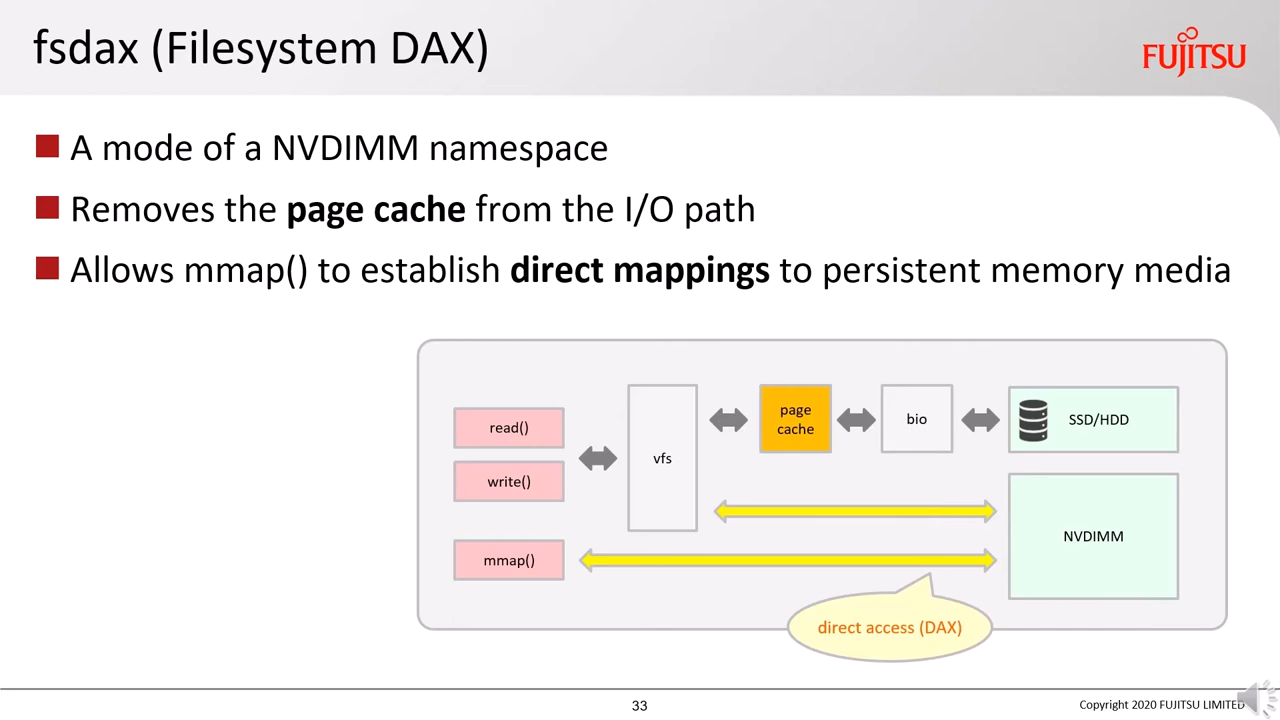 fsdax (Filesystem DAX)
FUJITSU
A mode of a NVDIMM namespace
Removes the page cache from the I/O path
Allows mmap() to establish direct mappings to persistent memory media
read()
write()
mmap()
vfs
page
cache
bio
SSD/HDD
NVDIMM
direct access (DAX)
33
Copyright 2020 FUJITSU LIMITED